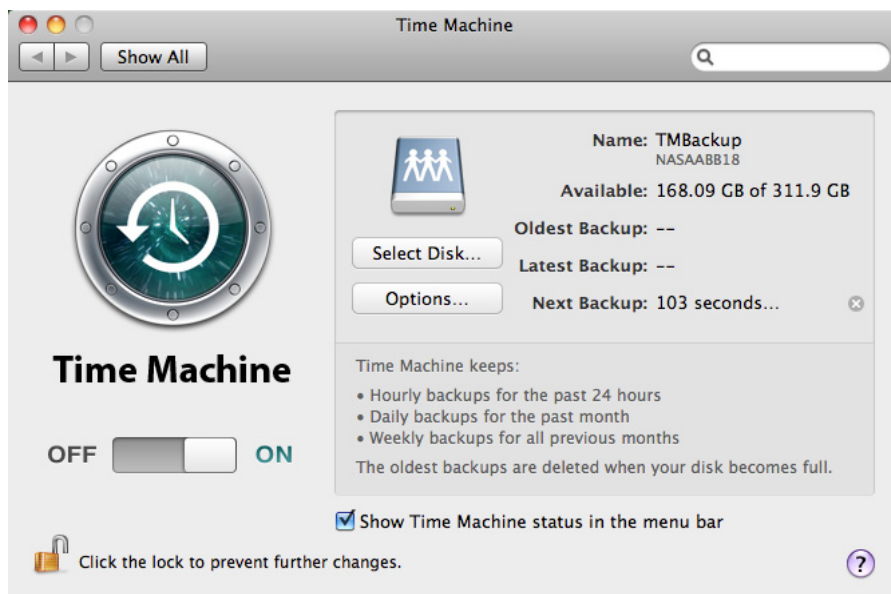 Time Machine
Show All
Name: TMBackup
NASAABB18
Available: 168.09 GB of 311.9 GB
Oldest Backup: --
Select Disk...
Latest Backup: --
Options...
Next Backup: 103 seconds...
Time Machine
Time Machine keeps:
• Hourly backups for the past 24 hours
• Daily backups for the past month
• Weekly backups for all previous months
The oldest backups are deleted when your disk becomes full.
OFF ON
Show Time Machine status in the menu bar
Click the lock to prevent further changes.
?